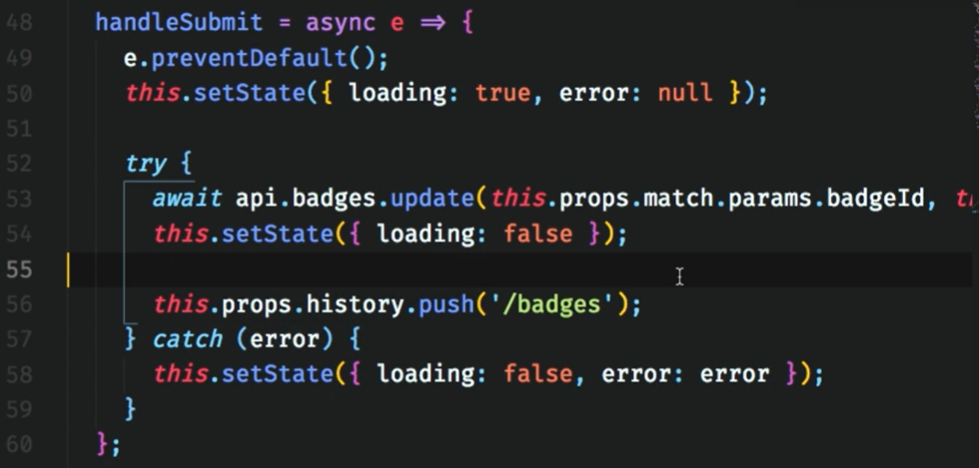 48 handleSubmit = async e => {
49 e.preventDefault();
50 this.setState({ loading: true, error: null });
51
52 try {
53 await api.badges.update(this.props.match.params.badgeId,
54 this.setState({ loading: false });
55
56 this.props.history.push('/badges');
57 } catch (error) {
58 this.setState({ loading: false, error: error });
59 }
60 };